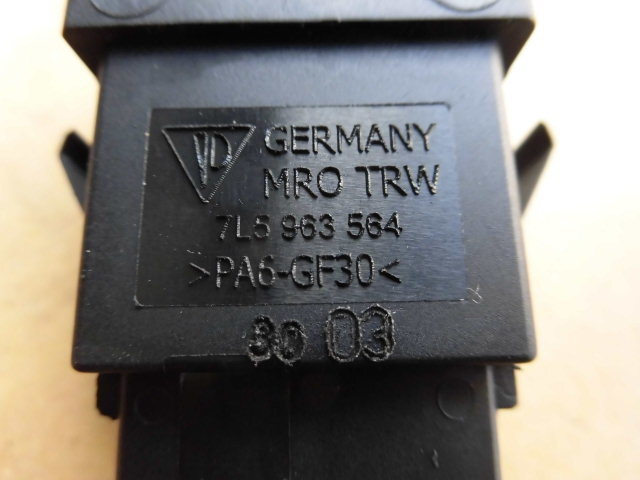 GERMANY
MRO TRW
7L5 963 564
>PA6-GF30<
30 03